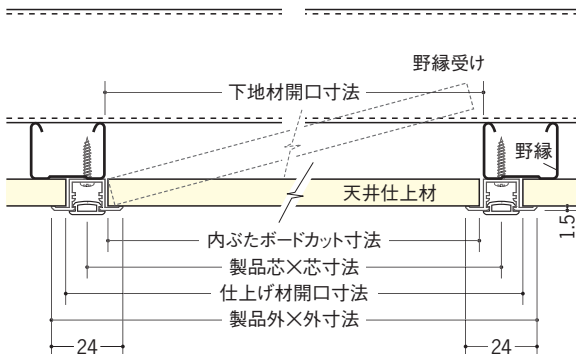 野縁受け
下地材開口寸法
野縁
天井仕上材
1.5
内ぶたボードカット寸法
製品芯×芯寸法
仕上げ材開口寸法
製品外×外寸法
24
24